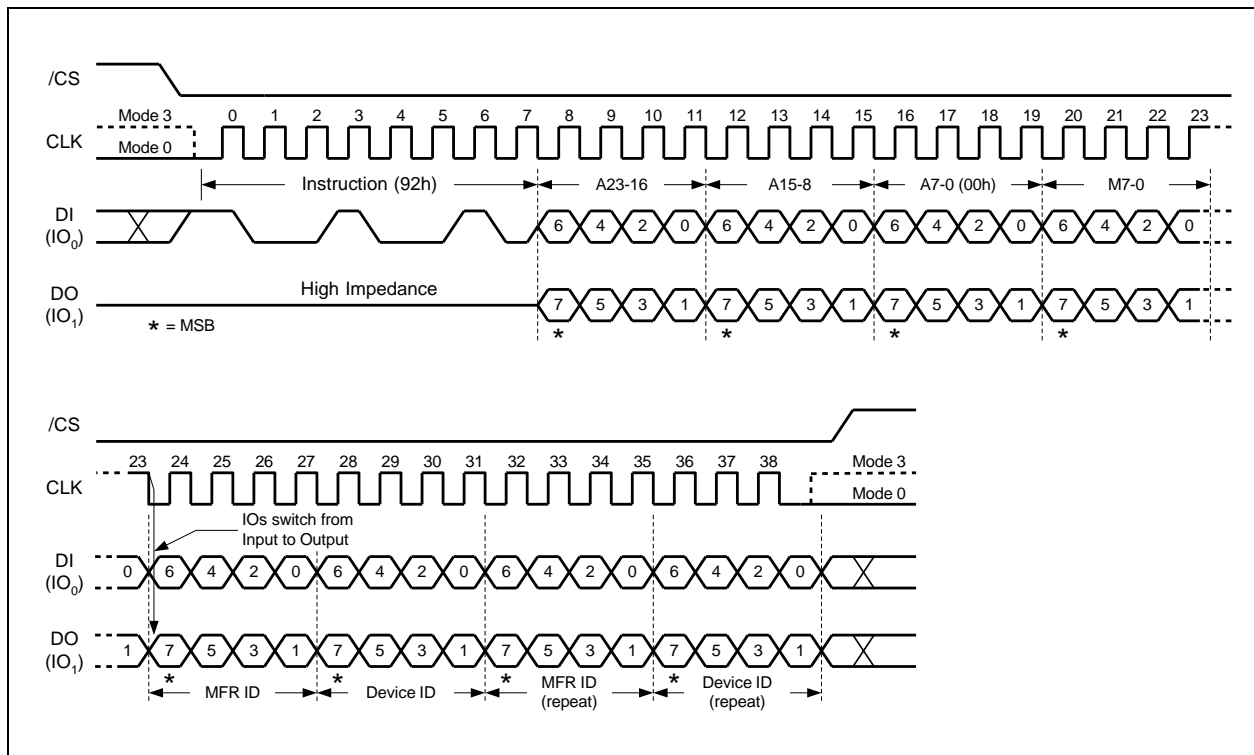 /CS
Mode 3 0 1 2 3 4 5 6 7 8 9 10 11 12 13 14 15 16 17 18 19 20 21 22 23
CLK
Mode 0
Instruction (92h) A23-16 A15-8 A7-0 (00h) M7-0
DI
(IO0) 6 4 2 0 6 4 2 0 6 4 2 0 6 4 2 0
High Impedance
DO
(IO1) 7 5 3 1 7 5 3 1 7 5 3 1 7 5 3 1
* = MSB * * * *
/CS
23 24 25 26 27 28 29 30 31 32 33 34 35 36 37 38 Mode 3
CLK
Mode 0
IOs switch from
Input to Output
DI
(IO0) 0 6 4 2 0 6 4 2 0 6 4 2 0 6 4 2 0
DO
(IO1) 1 7 5 3 1 7 5 3 1 7 5 3 1 7 5 3 1
* * * *
MFR ID Device ID MFR ID
(repeat) Device ID
(repeat)